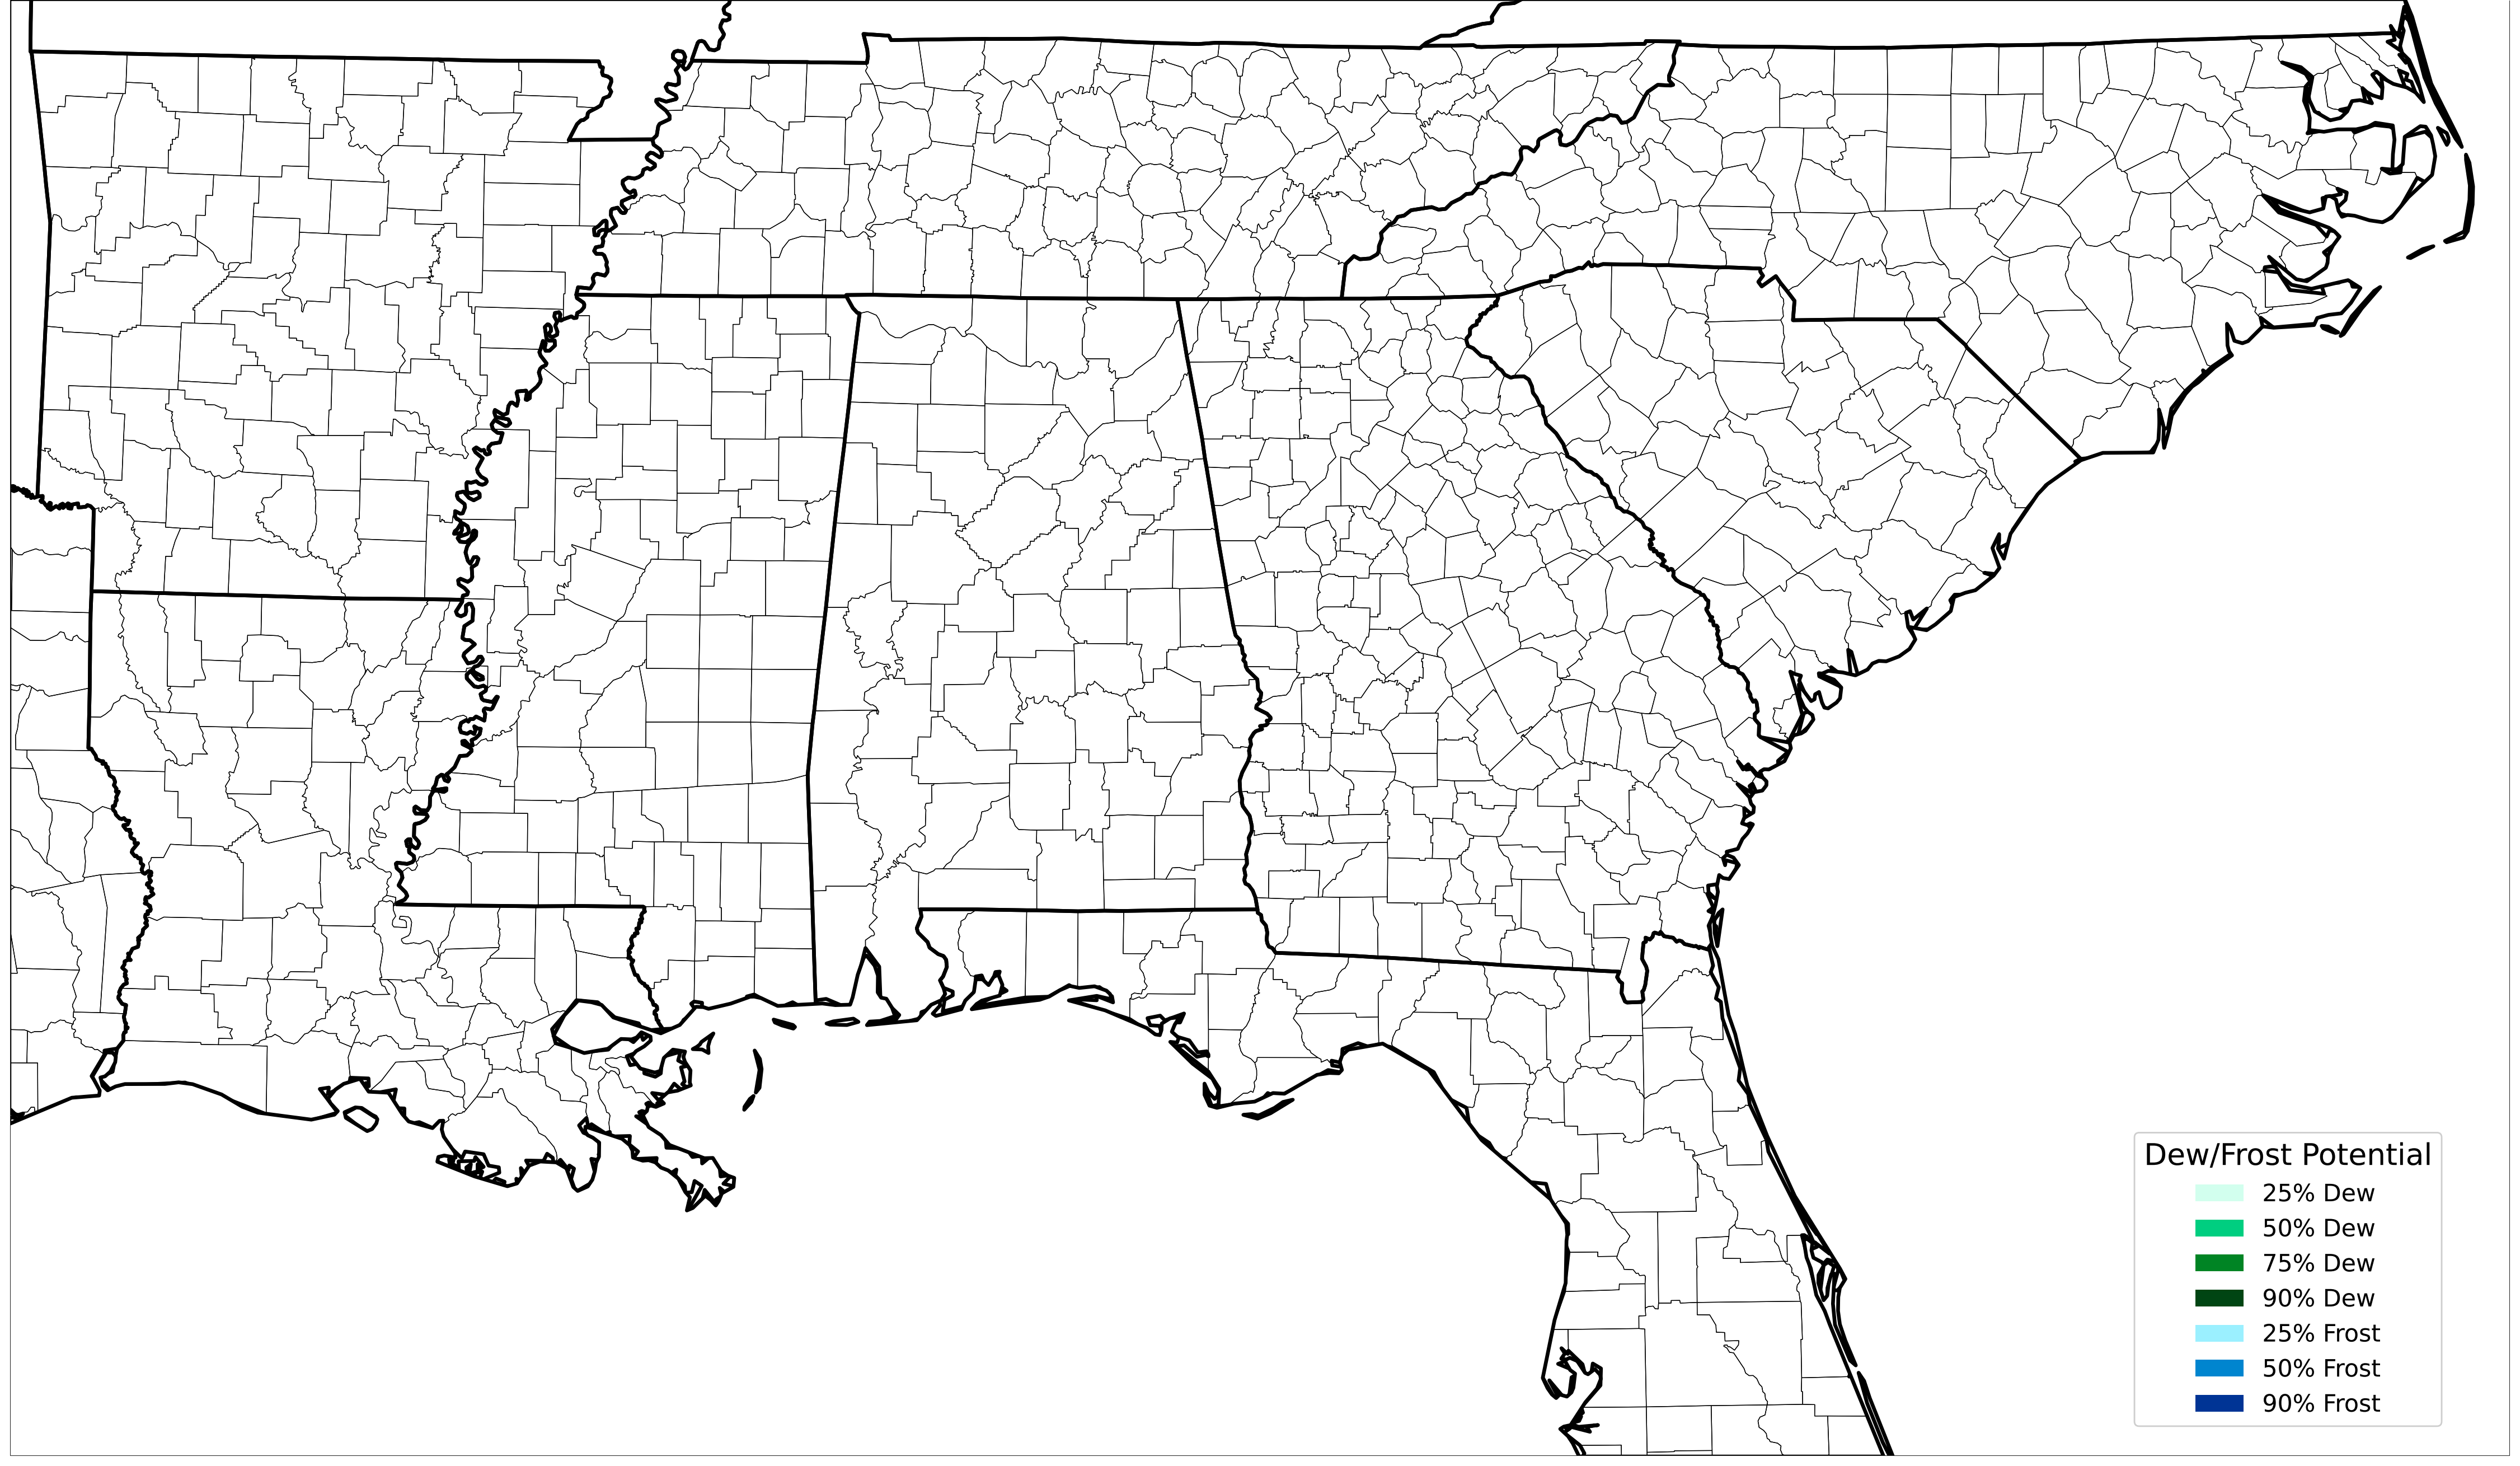 Dew/Frost Potential
25% Dew
50% Dew
75% Dew
90% Dew
25% Frost
50% Frost
90% Frost